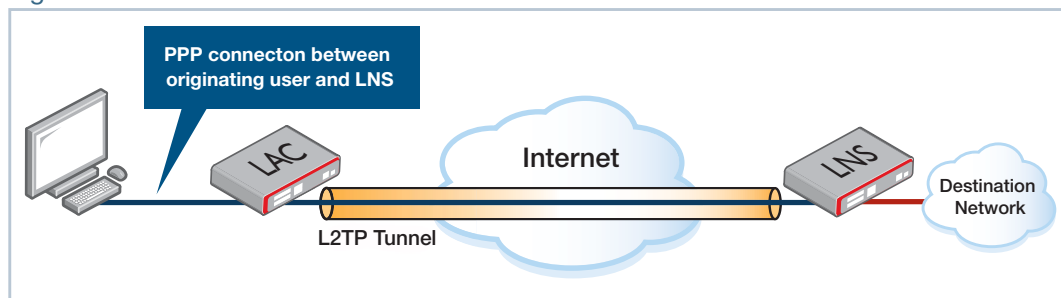 PPP connecton between
originating user and LNS
LAC
Internet
LNS
Destination
Network
L2TP Tunnel